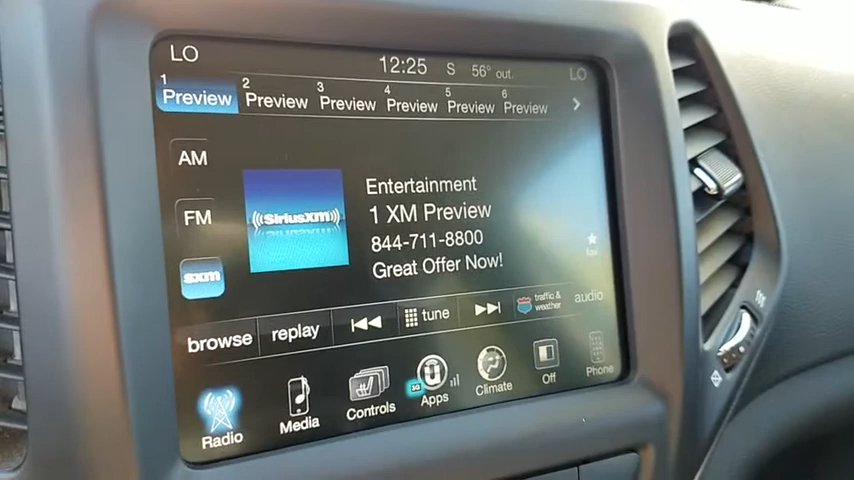 LO 12:25 S 56° out LO
1 2 3 4 5 6
Preview Preview Preview Preview Preview Preview
AM
FM
sxm
((SiriusXM))
Entertainment
1 XM Preview
844-711-8800
Great Offer Now!
fav
browse replay tune traffic & weather audio
Radio Media Controls 3G U Apps Climate Off Phone